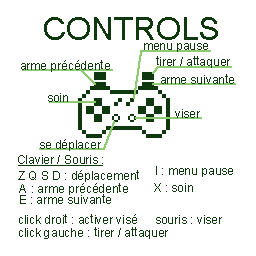 CONTROLS
menu pause
arme précédente
tirer / attaquer
arme suivante
soin
viser
se déplacer
Clavier / Souris :
Z Q S D : déplacement
I : menu pause
A : arme précédente
X : soin
E : arme suivante
click droit : activer visé
souris : viser
click gauche : tirer / attaquer